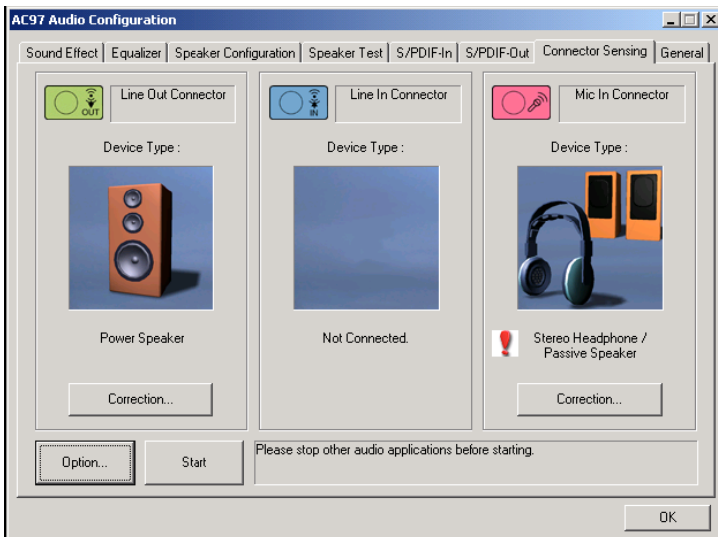 AC97 Audio Configuration
Sound Effect
Equalizer
Speaker Configuration
Speaker Test
S/PDIF-In
S/PDIF-Out
Connector Sensing
General
OUT
Line Out Connector
Device Type :
Power Speaker
Correction...
IN
Line In Connector
Device Type :
Not Connected.
Mic In Connector
Device Type :
Stereo Headphone /
Passive Speaker
Correction...
Option...
Start
Please stop other audio applications before starting.
OK